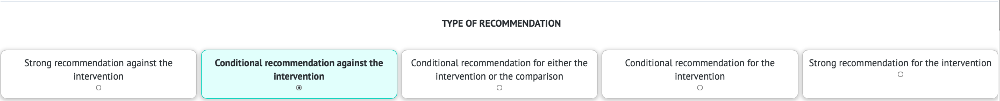 TYPE OF RECOMMENDATION
Strong recommendation against the
intervention
Conditional recommendation against the
intervention
Conditional recommendation for either the
intervention or the comparison
Conditional recommendation for the
intervention
Strong recommendation for the intervention